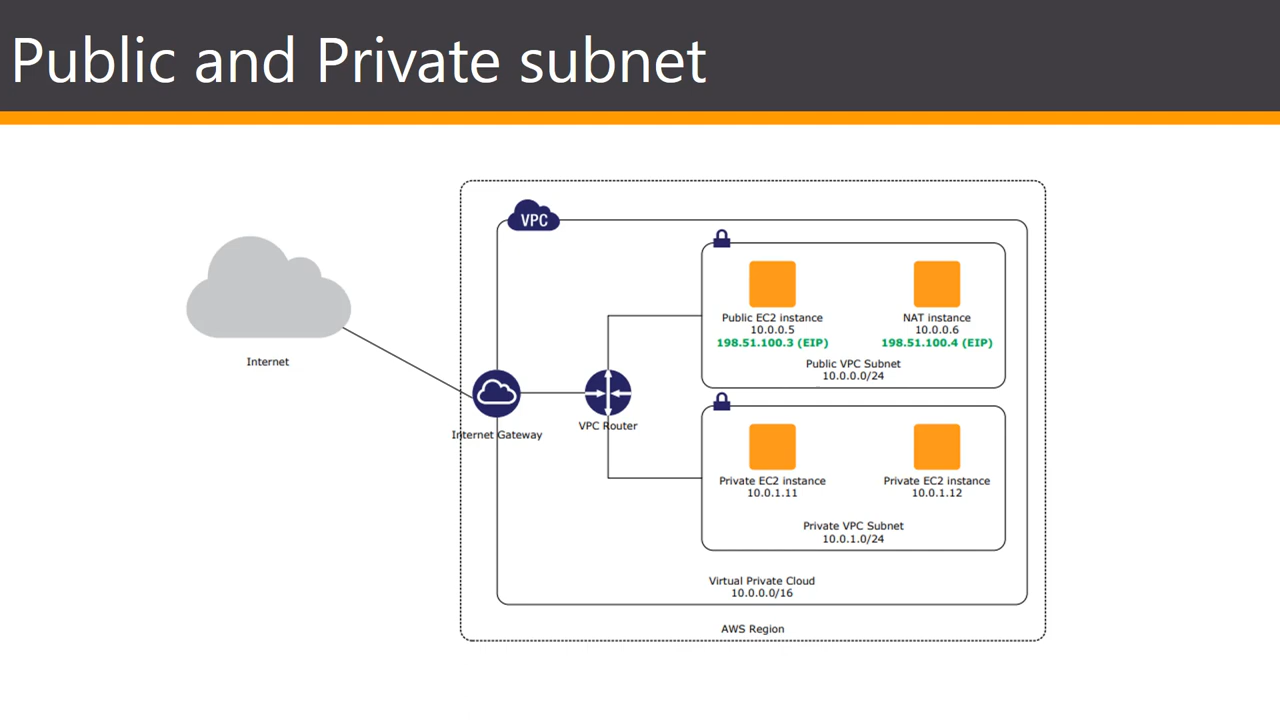 Public and Private subnet
VPC
Public EC2 instance
10.0.0.5
198.51.100.3 (EIP)
NAT instance
10.0.0.6
198.51.100.4 (EIP)
Public VPC Subnet
10.0.0.0/24
Internet
Internet Gateway
VPC Router
Private EC2 instance
10.0.1.11
Private EC2 instance
10.0.1.12
Private VPC Subnet
10.0.1.0/24
Virtual Private Cloud
10.0.0.0/16
AWS Region